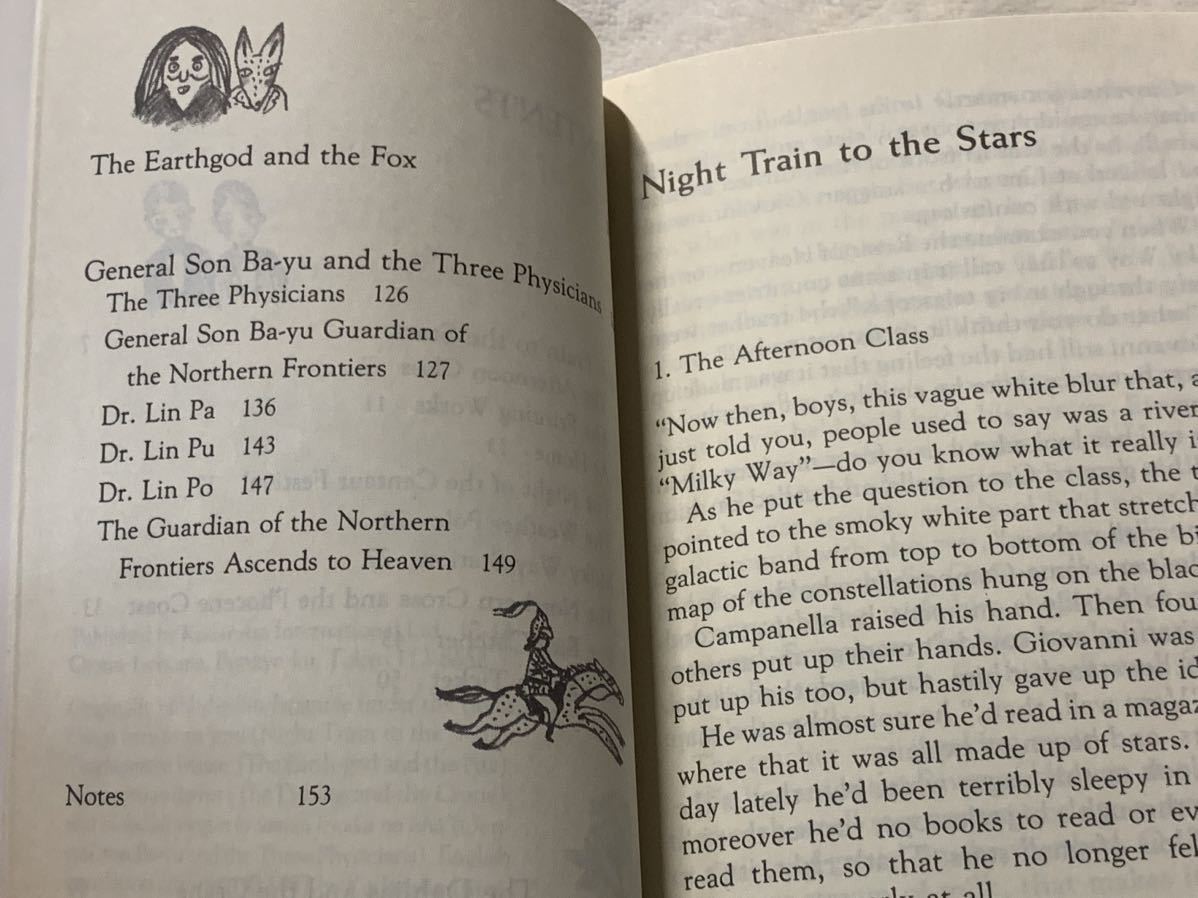 The Earthgod and the Fox
General Son Ba-yu and the Three Physicians
The Three Physicians 126
General Son Ba-yu Guardian of
the Northern Frontiers 127
Dr. Lin Pa 136
Dr. Lin Pu 143
Dr. Lin Po 147
The Guardian of the Northern
Frontiers Ascends to Heaven 149
Notes 153
Night Train to the Stars
1. The Afternoon Class
“Now then, boys, this vague white blur that, a
just told you, people used to say was a river
“Milky Way”—do you know what it really i
As he put the question to the class, the t
pointed to the smoky white part that stretch
galactic band from top to bottom of the bi
map of the constellations hung on the blac
Campanella raised his hand. Then fou
others put up their hands. Giovanni was
put up his too, but hastily gave up the id
He was almost sure he’d read in a magaz
where that it was all made up of stars.
day lately he’d been terribly sleepy in
moreover he’d no books to read or ev
read them, so that he no longer fel
at all